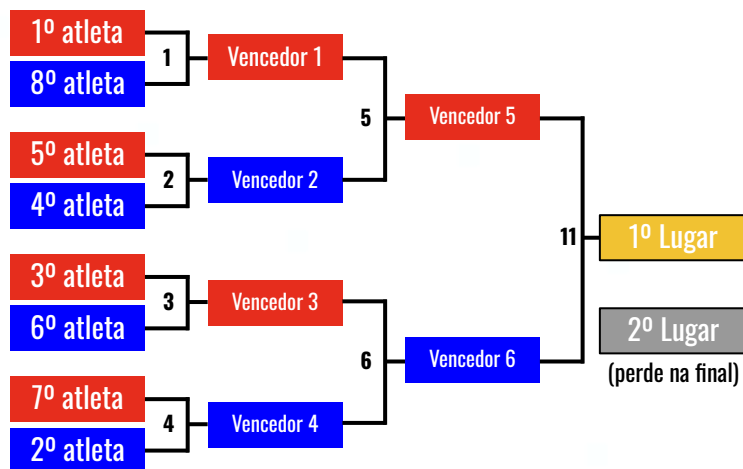 1º atleta
1
8º atleta
Vencedor 1
5º atleta
2
4º atleta
Vencedor 2
5
Vencedor 5
3º atleta
3
6º atleta
Vencedor 3
7º atleta
4
2º atleta
Vencedor 4
6
Vencedor 6
11
1º Lugar
2º Lugar
(perde na final)